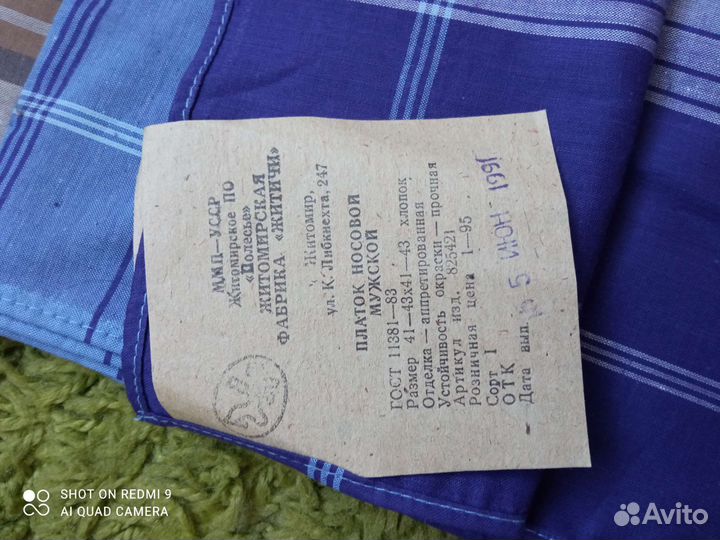 ММП—УССР
Житомирское ПО
«Полесье»
ЖИТОМИРСКАЯ
ФАБРИКА «ЖИТИЧИ»
Житомир,
ул. К. Либкнехта, 247
ПЛАТОК НОСОВОЙ
МУЖСКОЙ
ГОСТ 11381—83
Размер 41—43х41—43 хлопок
Отделка — аппретированная
Устойчивость окраски — прочная
Артикул изд. 825421
Розничная цена 1—95
Сорт 1
ОТК
Дата вып. 5 ИЮН 1991
SHOT ON REDMI 9
AI QUAD CAMERA
Avito